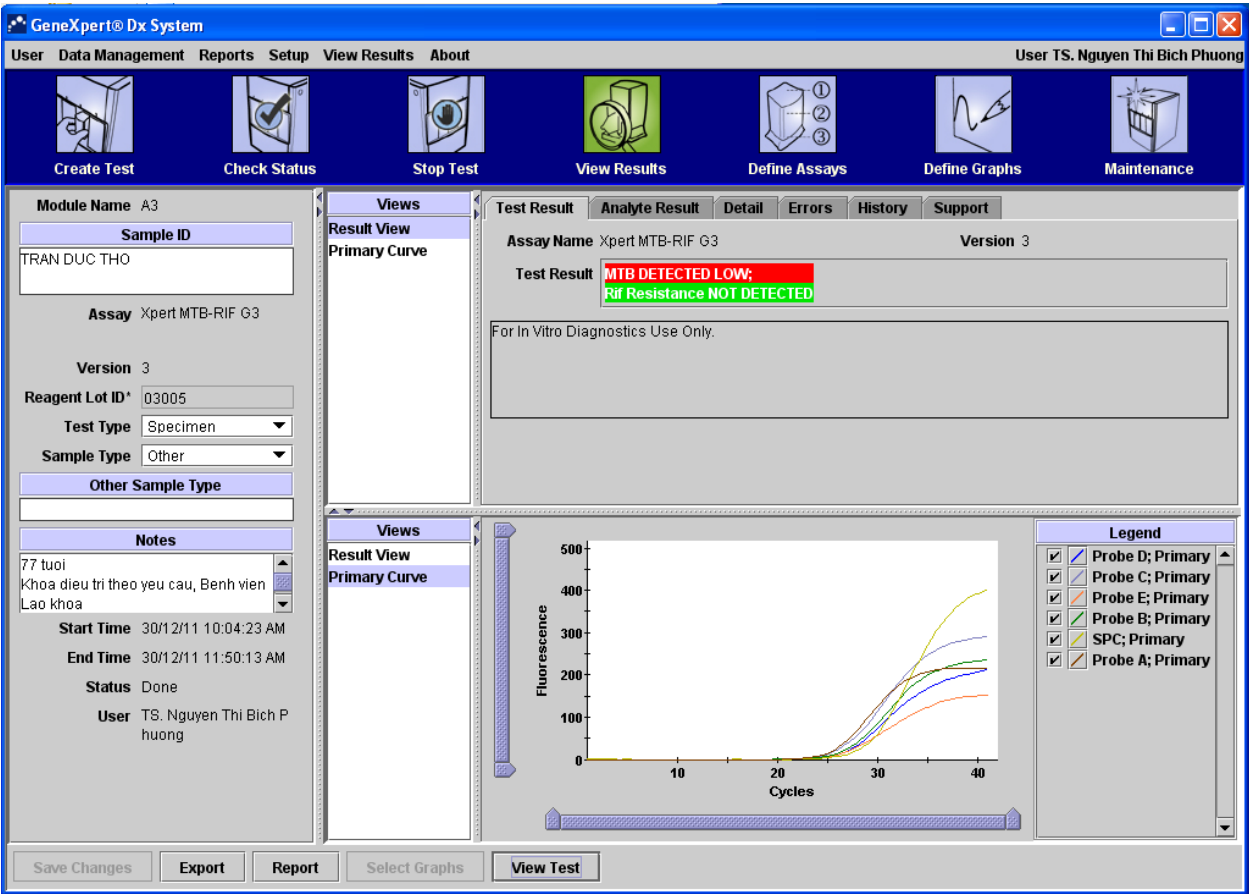 GeneXpert® Dx System
User Data Management Reports Setup View Results About
User TS. Nguyen Thi Bich Phuong
Create Test
Check Status
Stop Test
① ② ③
View Results
Define Assays
Define Graphs
Maintenance
Module Name A3
Sample ID
TRAN DUC THO
Assay Xpert MTB-RIF G3
Version 3
Reagent Lot ID* 03005
Test Type Specimen
Sample Type Other
Other Sample Type
Notes
77 tuoi
Khoa dieu tri theo yeu cau, Benh vien
Lao khoa
Start Time 30/12/11 10:04:23 AM
End Time 30/12/11 11:50:13 AM
Status Done
User TS. Nguyen Thi Bich P
huong
Views
Result View
Primary Curve
Test Result Analyte Result Detail Errors History Support
Assay Name Xpert MTB-RIF G3 Version 3
Test Result MTB DETECTED LOW;
Rif Resistance NOT DETECTED
For In Vitro Diagnostics Use Only.
Views
Result View
Primary Curve
Fluorescence
500
400
300
200
100
0
10 20 30 40
Cycles
Legend
Probe D; Primary
Probe C; Primary
Probe E; Primary
Probe B; Primary
SPC; Primary
Probe A; Primary
Save Changes Export Report Select Graphs View Test